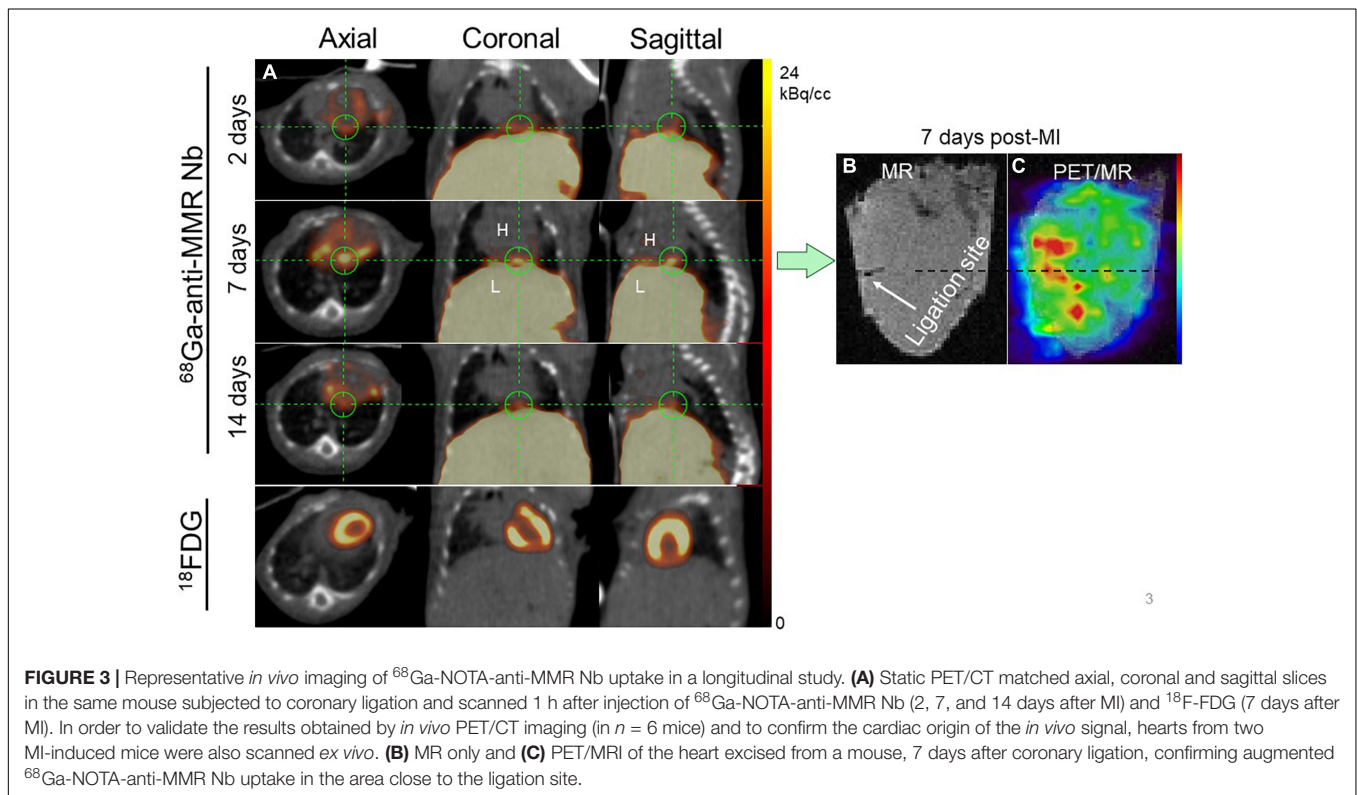 Axial Coronal Sagittal
A
24
kBq/cc
⁶⁸Ga-anti-MMR Nb
2 days
7 days
H H
L L
14 days
¹⁸FDG
0
7 days post-MI
B MR
C PET/MR
Ligation site
3
FIGURE 3 | Representative in vivo imaging of ⁶⁸Ga-NOTA-anti-MMR Nb uptake in a longitudinal study. (A) Static PET/CT matched axial, coronal and sagittal slices
in the same mouse subjected to coronary ligation and scanned 1 h after injection of ⁶⁸Ga-NOTA-anti-MMR Nb (2, 7, and 14 days after MI) and ¹⁸F-FDG (7 days after
MI). In order to validate the results obtained by in vivo PET/CT imaging (in n = 6 mice) and to confirm the cardiac origin of the in vivo signal, hearts from two
MI-induced mice were also scanned ex vivo. (B) MR only and (C) PET/MRI of the heart excised from a mouse, 7 days after coronary ligation, confirming augmented
⁶⁸Ga-NOTA-anti-MMR Nb uptake in the area close to the ligation site.